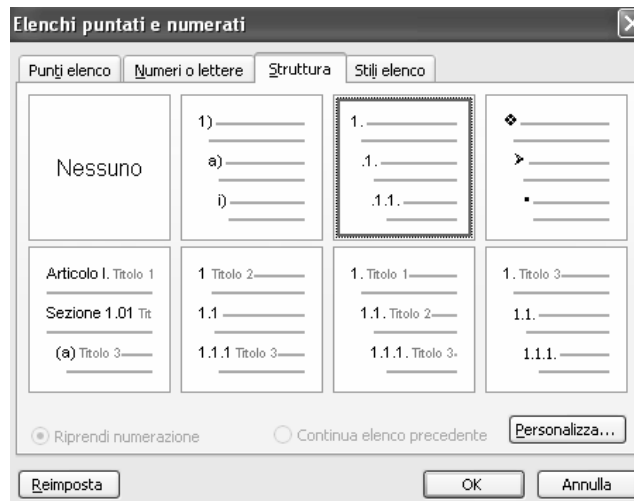 Elenchi puntati e numerati
Punti elenco
Numeri o lettere
Struttura
Stili elenco
Nessuno
1)
a)
i)
1.
.1.
.1.1.
Articolo I. Titolo 1
Sezione 1.01 Tit
(a) Titolo 3
1 Titolo 2
1.1
1.1.1 Titolo 3
1. Titolo 1
1.1. Titolo 2
1.1.1. Titolo 3
1. Titolo 3
1.1.
1.1.1.
Riprendi numerazione
Continua elenco precedente
Personalizza...
Reimposta
OK
Annulla